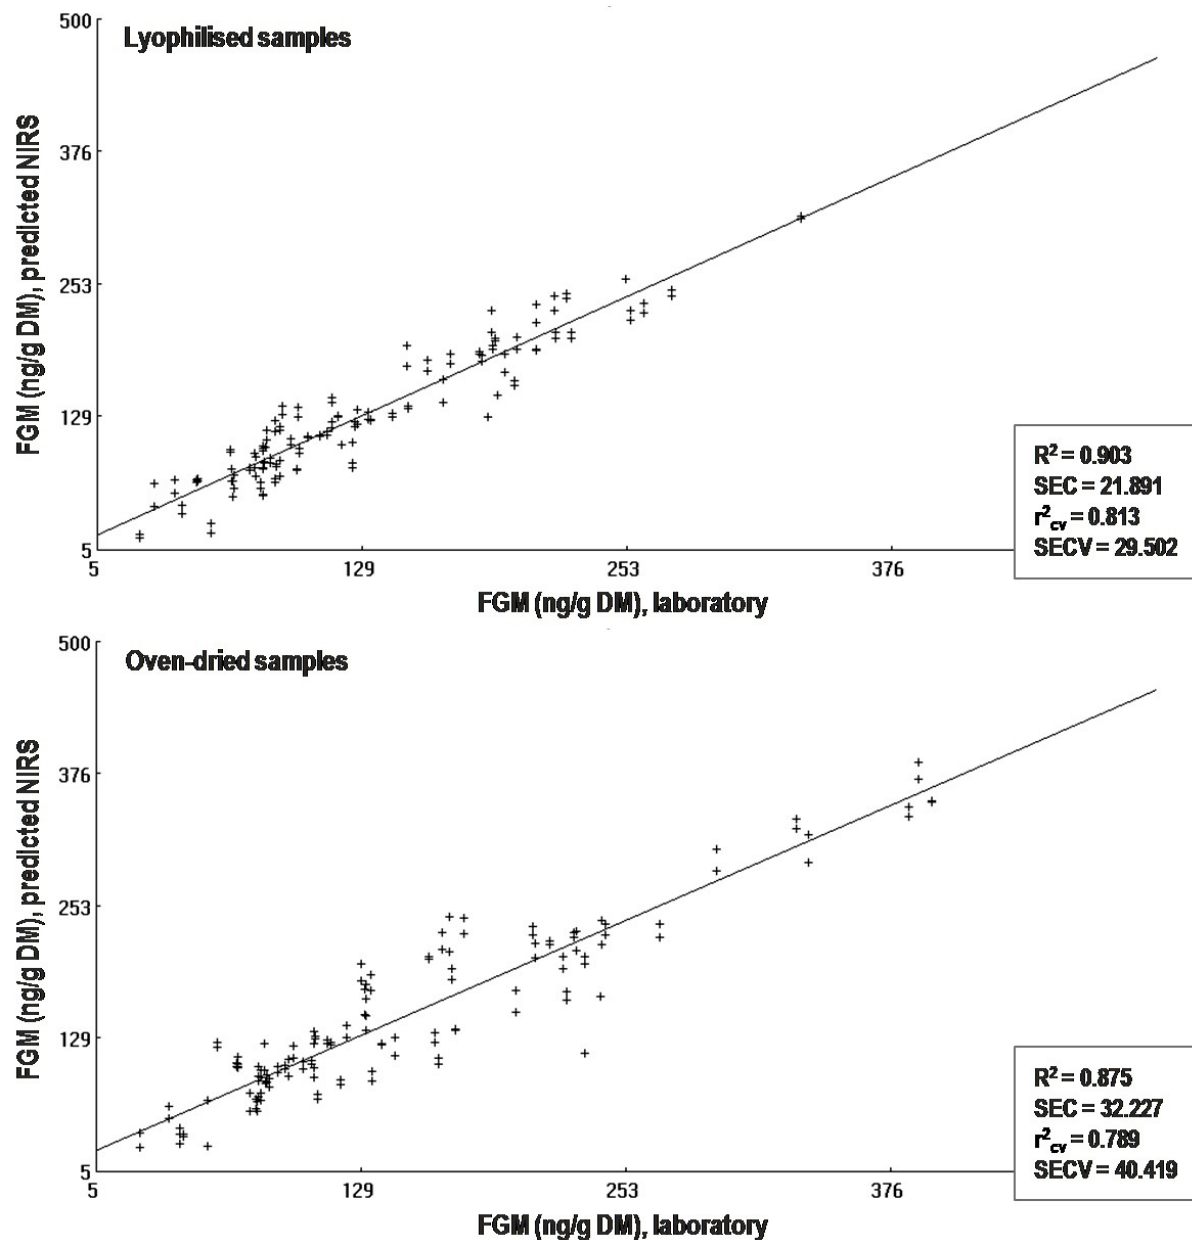 500
Lyophilised samples
376
253
129
5
FGM (ng/g DM), predicted NIRS
5 129 253 376
FGM (ng/g DM), laboratory
R² = 0.903
SEC = 21.891
r²cv = 0.813
SECV = 29.502
500
Oven-dried samples
376
253
129
5
FGM (ng/g DM), predicted NIRS
5 129 253 376
FGM (ng/g DM), laboratory
R² = 0.875
SEC = 32.227
r²cv = 0.789
SECV = 40.419